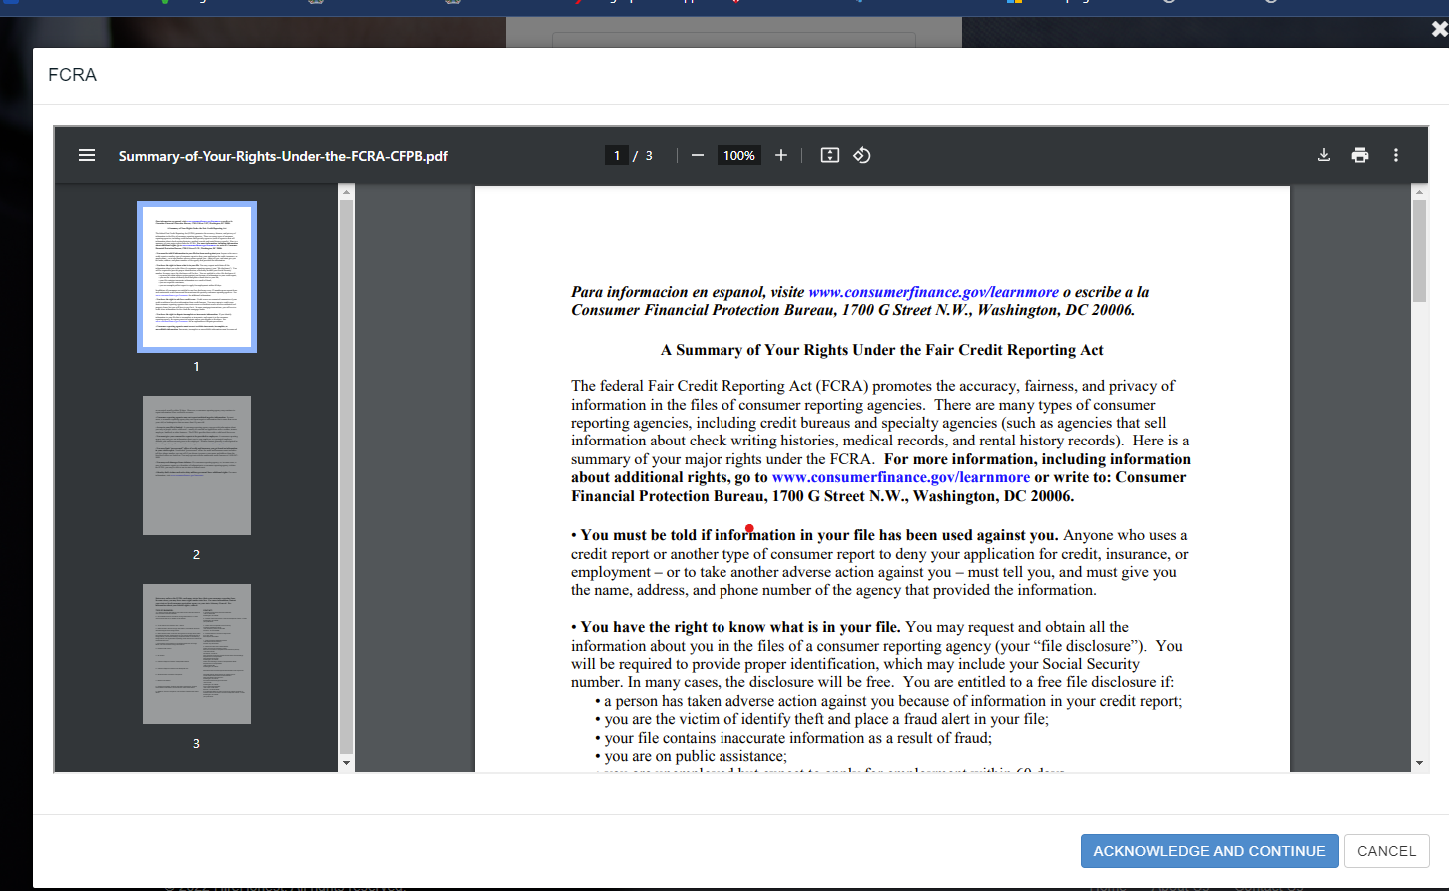 FCRA
Summary-of-Your-Rights-Under-the-FCRA-CFPB.pdf
1 / 3
100%
1
2
3
Para informacion en espanol, visite www.consumerfinance.gov/learnmore o escribe a la
Consumer Financial Protection Bureau, 1700 G Street N.W., Washington, DC 20006.
A Summary of Your Rights Under the Fair Credit Reporting Act
The federal Fair Credit Reporting Act (FCRA) promotes the accuracy, fairness, and privacy of
information in the files of consumer reporting agencies. There are many types of consumer
reporting agencies, including credit bureaus and specialty agencies (such as agencies that sell
information about check writing histories, medical records, and rental history records). Here is a
summary of your major rights under the FCRA. For more information, including information
about additional rights, go to www.consumerfinance.gov/learnmore or write to: Consumer
Financial Protection Bureau, 1700 G Street N.W., Washington, DC 20006.
• You must be told if information in your file has been used against you. Anyone who uses a
credit report or another type of consumer report to deny your application for credit, insurance, or
employment – or to take another adverse action against you – must tell you, and must give you
the name, address, and phone number of the agency that provided the information.
• You have the right to know what is in your file. You may request and obtain all the
information about you in the files of a consumer reporting agency (your “file disclosure”). You
will be required to provide proper identification, which may include your Social Security
number. In many cases, the disclosure will be free. You are entitled to a free file disclosure if:
• a person has taken adverse action against you because of information in your credit report;
• you are the victim of identify theft and place a fraud alert in your file;
• your file contains inaccurate information as a result of fraud;
• you are on public assistance;
ACKNOWLEDGE AND CONTINUE
CANCEL